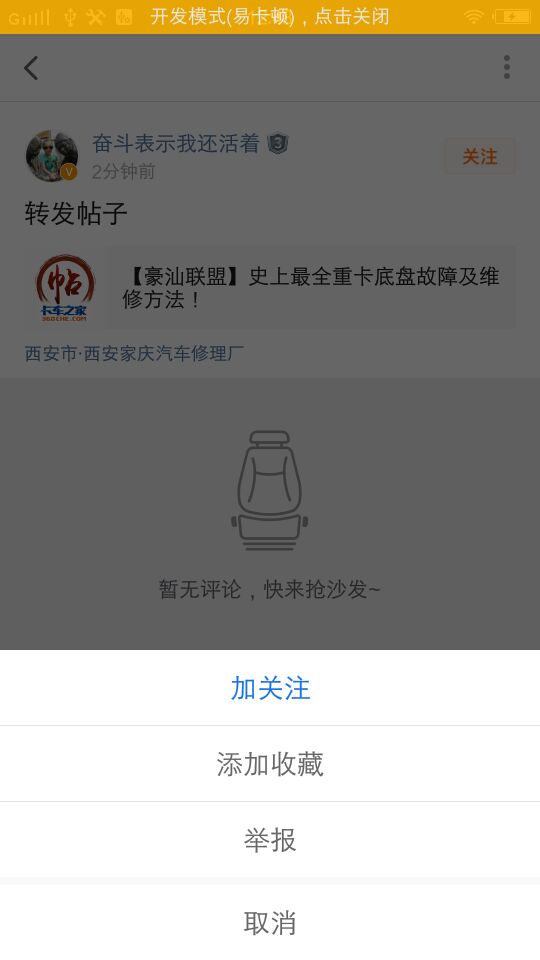 G 开发模式(易卡顿)，点击关闭
奋斗表示我还活着 3
V
2分钟前
关注
转发帖子
帖
卡车之家
360CHE.COM
【豪汕联盟】史上最全重卡底盘故障及维
修方法！
西安市·西安家庆汽车修理厂
暂无评论，快来抢沙发~
加关注
添加收藏
举报
取消